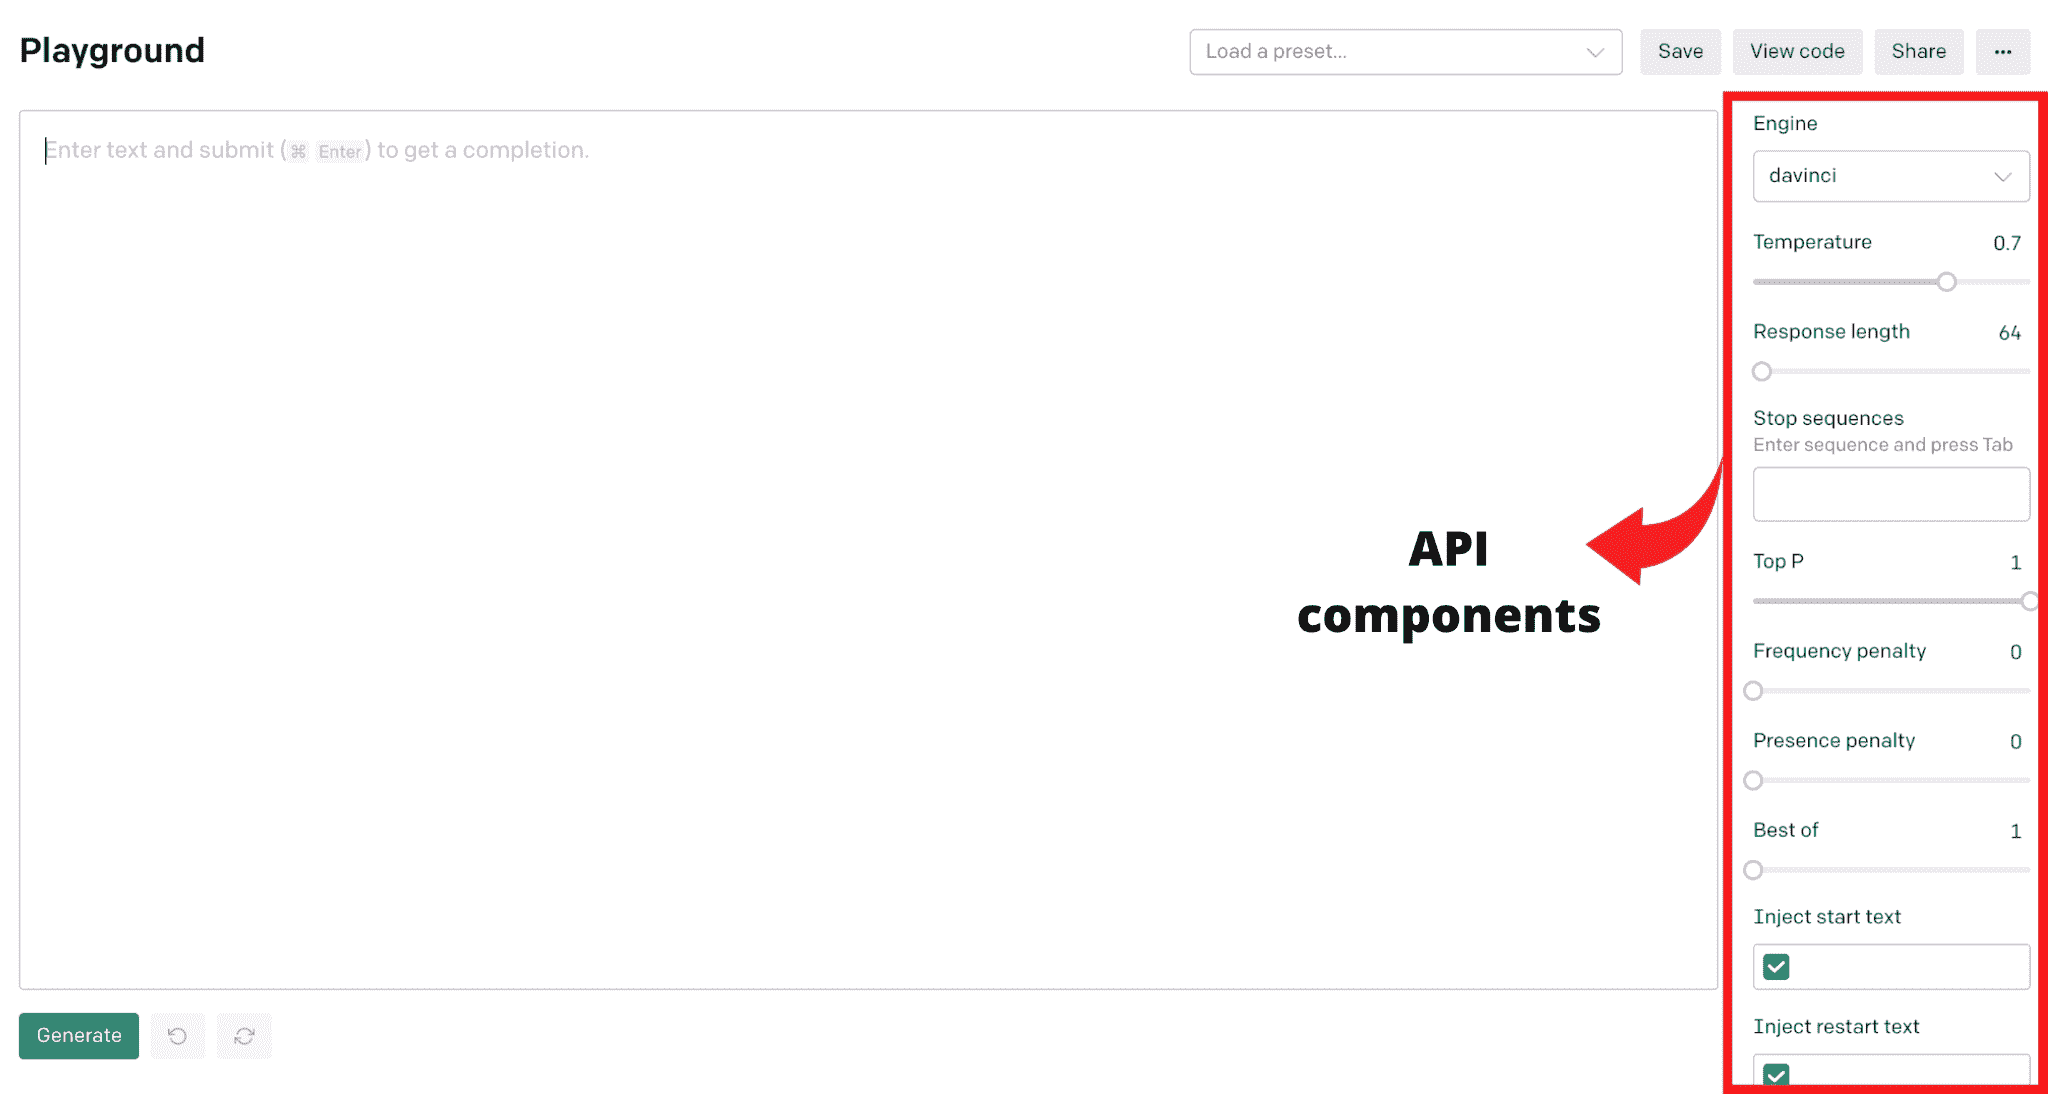 Playground
Load a preset...
Save
View code
Share
Enter text and submit (⌘ Enter) to get a completion.
Engine
davinci
Temperature 0.7
Response length 64
Stop sequences
Enter sequence and press Tab
API
components
Top P 1
Frequency penalty 0
Presence penalty 0
Best of 1
Inject start text
Inject restart text
Generate